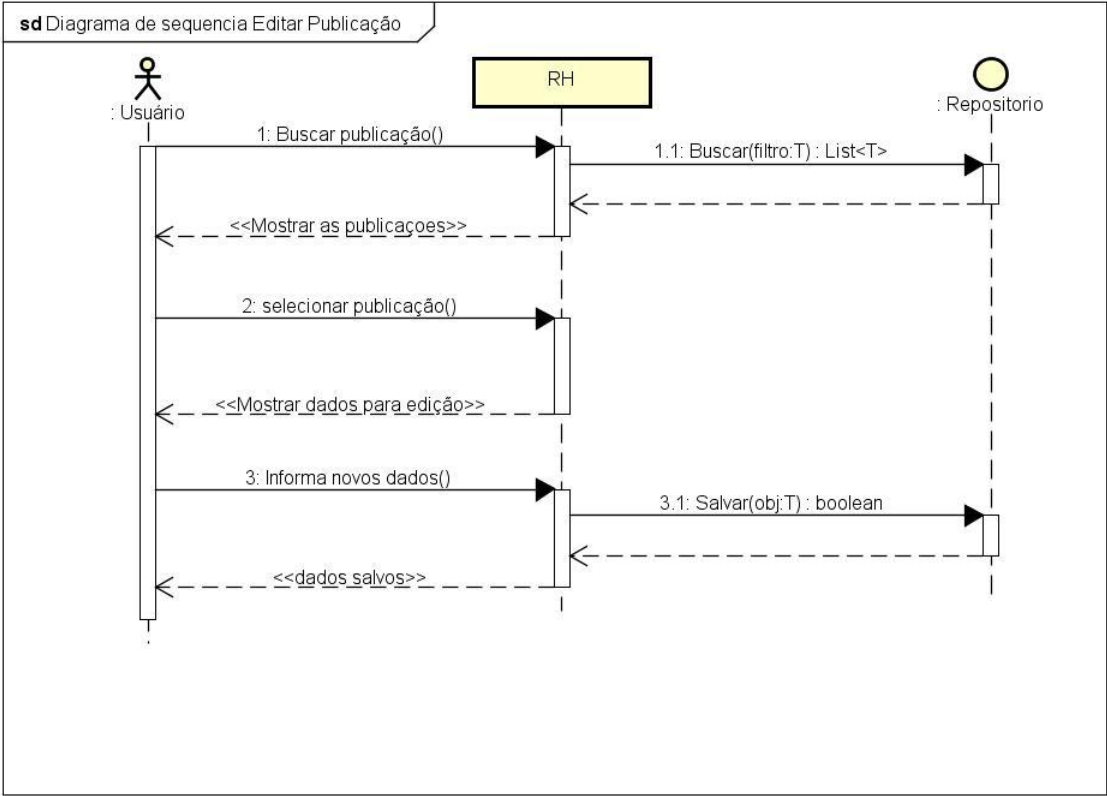 sd Diagrama de sequencia Editar Publicação
RH
: Usuário
: Repositorio
1: Buscar publicação()
1.1: Buscar(filtro:T) : List<T>
<<Mostrar as publicaçoes>>
2: selecionar publicação()
<<Mostrar dados para edição>>
3: Informa novos dados()
3.1: Salvar(obj:T) : boolean
<<dados salvos>>